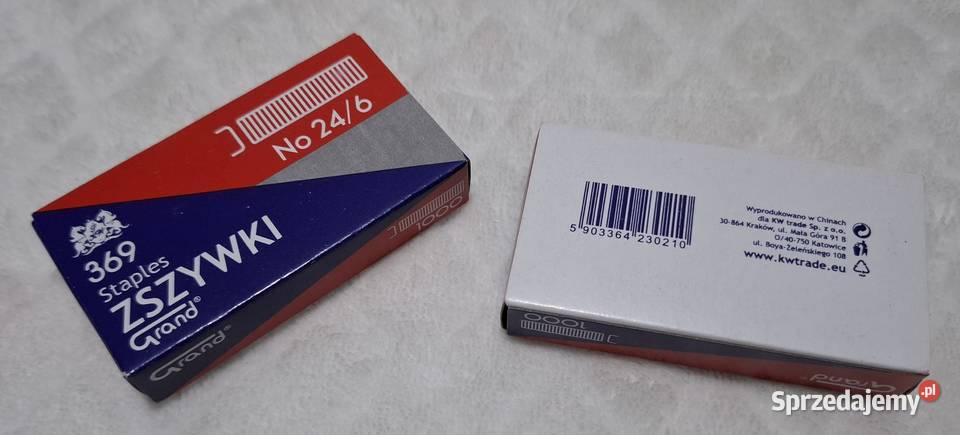 No 24/6
369
Staples
ZSZYWKI
Grand®
1000
Grand®
5 903364 230210
Wyprodukowano w Chinach
dla KW trade Sp. z o.o.
30-864 Kraków, ul. Mała Góra 91 B
O/40-750 Katowice
ul. Boya-Żeleńskiego 108
www.kwtrade.eu
1000
Grand®
Sprzedajemy.pl